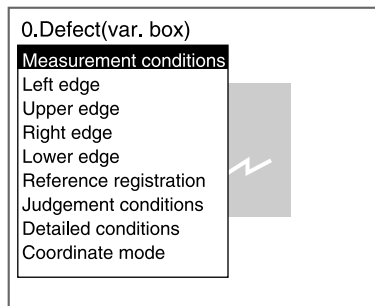 0.Defect(var. box)
Measurement conditions
Left edge
Upper edge
Right edge
Lower edge
Reference registration
Judgement conditions
Detailed conditions
Coordinate mode